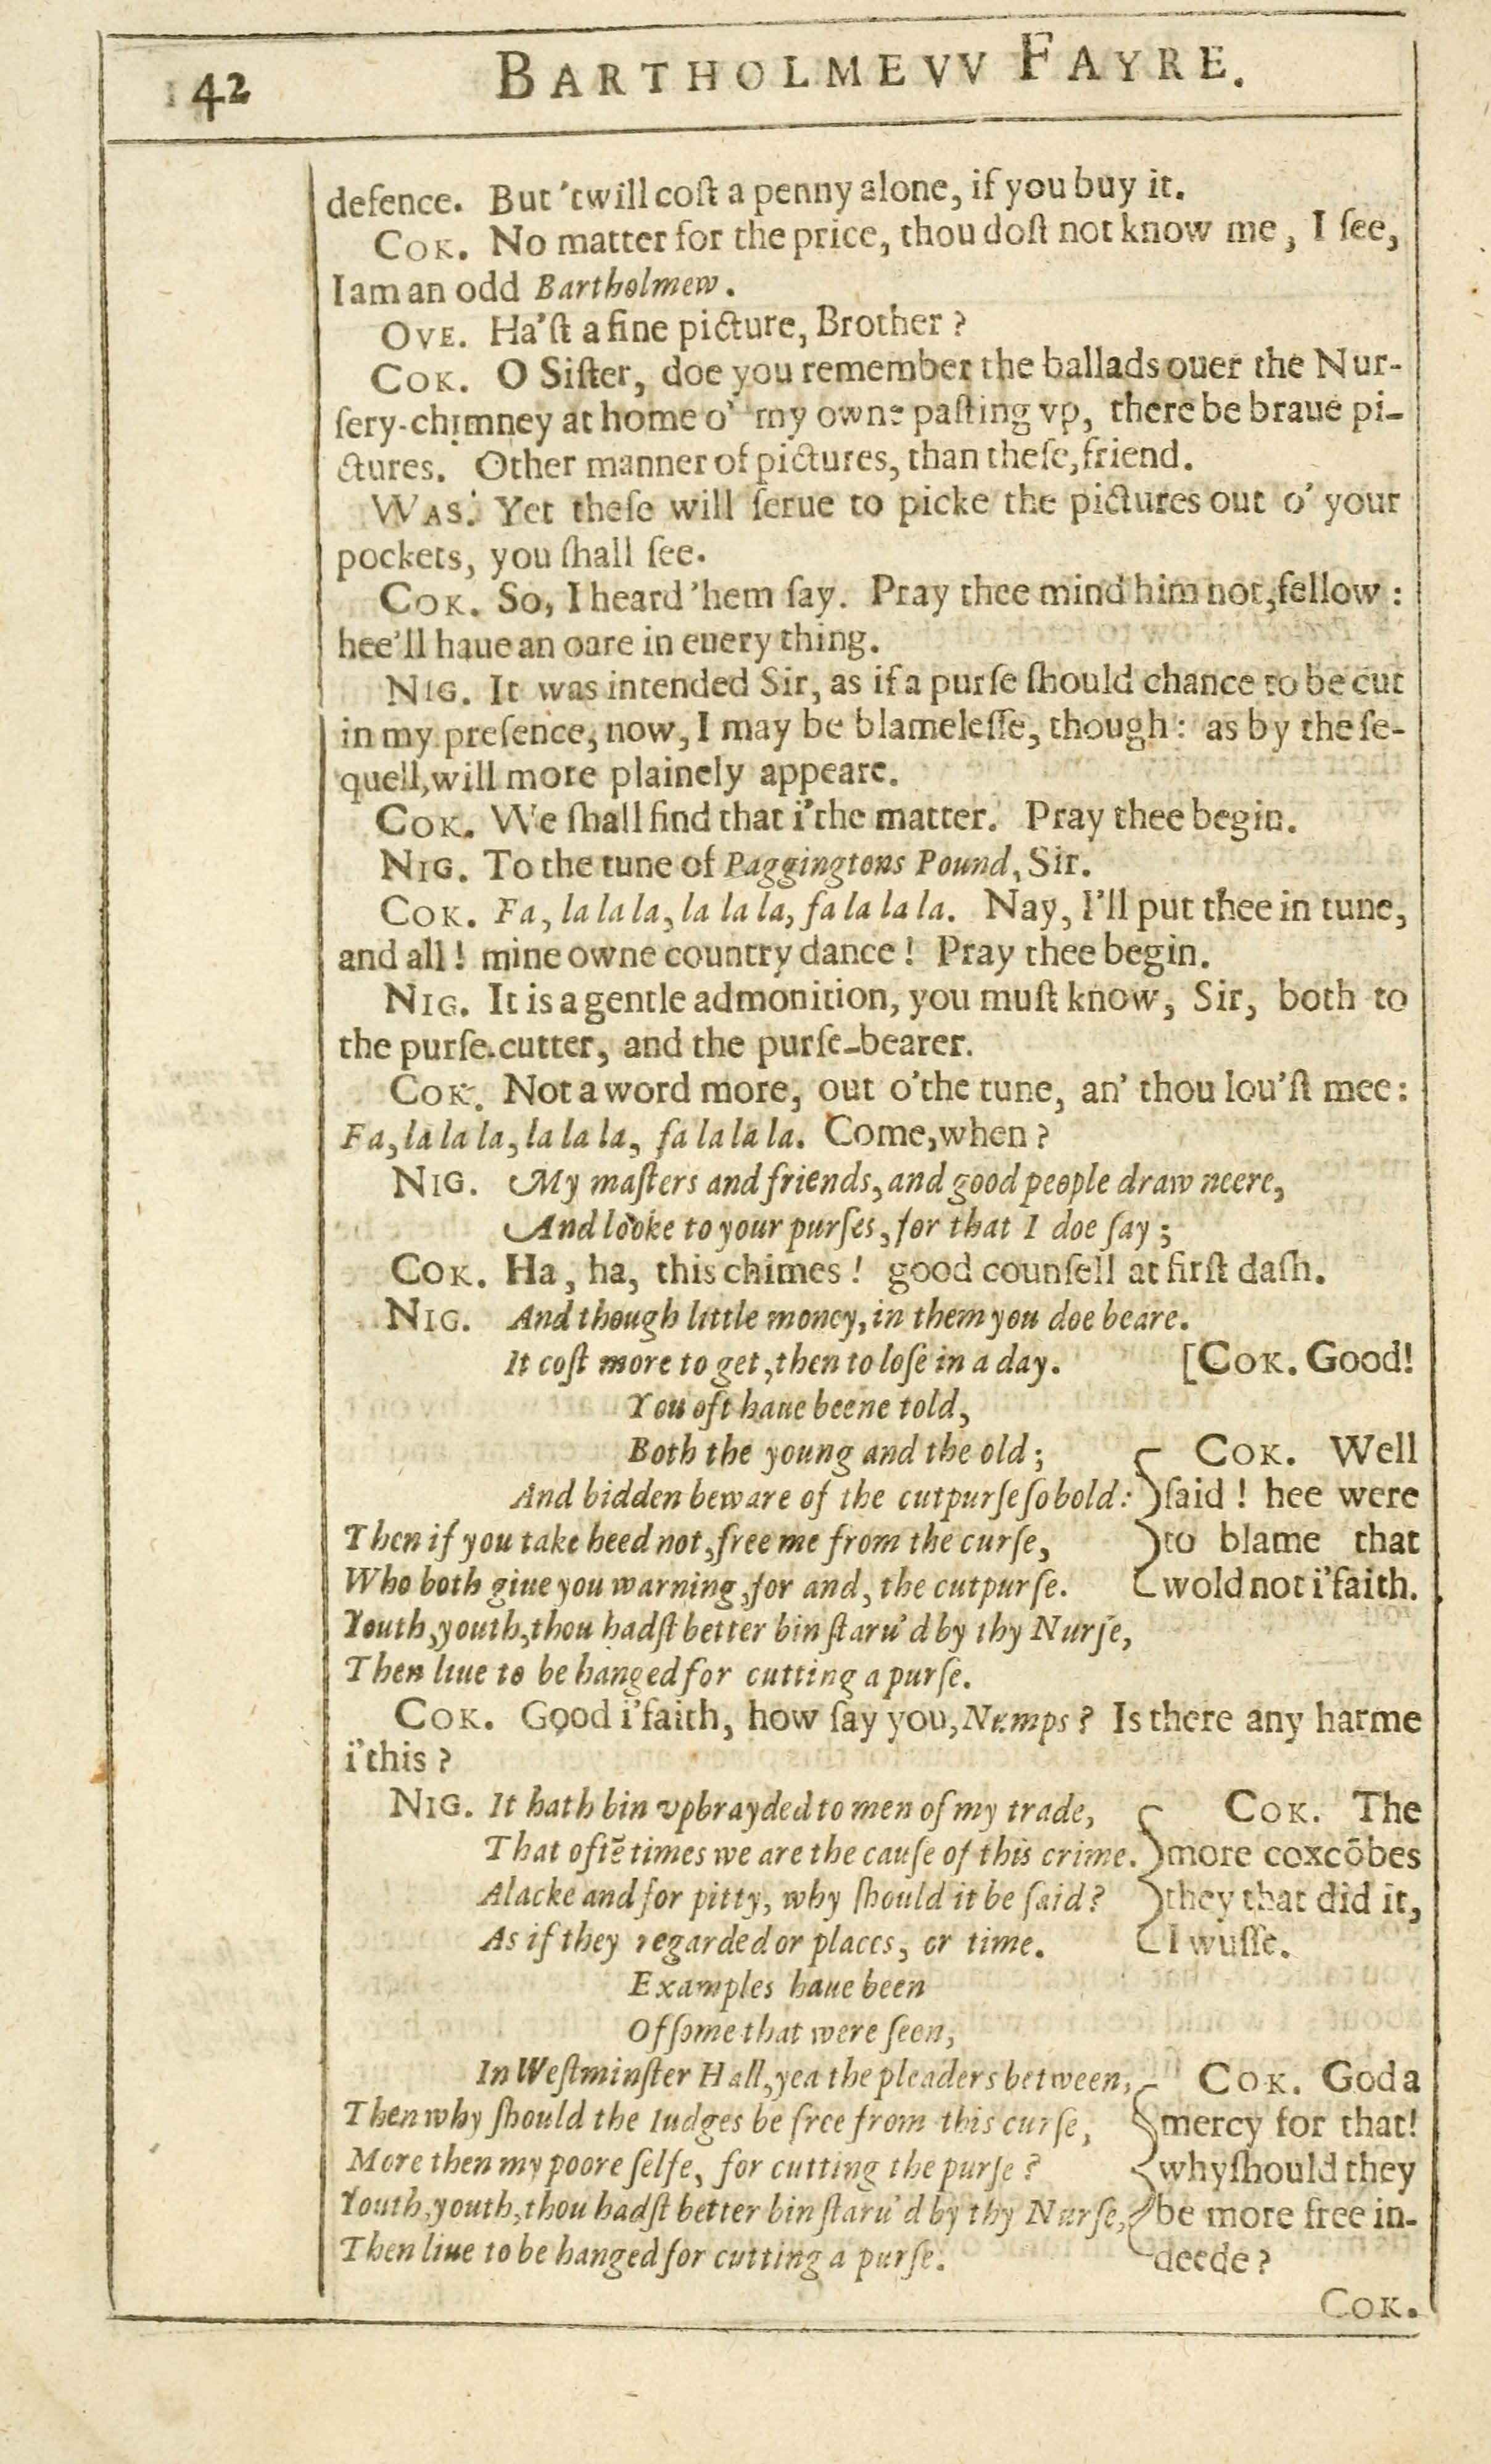 42
BARTHOLMEVV FAYRE.
defence. But 'twill coſt a penny alone, if you buy it.
COK. No matter for the price, thou doſt not know me, I ſee,
I am an odd Bartholmew.
OVE. Ha'ſt a fine picture, Brother?
COK. O Siſter, doe you remember the ballads ouer the Nur-
ſery-chimney at home o' my owne paſting vp, there be braue pi-
ctures. Other manner of pictures, than theſe, friend.
WAS. Yet theſe will ſerue to picke the pictures out o' your
pockets, you ſhall ſee.
COK. So, I heard 'hem ſay. Pray thee mind him not, fellow:
hee'll haue an oare in euery thing.
NIG. It was intended Sir, as if a purſe ſhould chance to be cut
in my preſence, now, I may be blameleſſe, though: as by the ſe-
quell, will more plainely appeare.
COK. We ſhall find that i'the matter. Pray thee begin.
NIG. To the tune of Paggingtons Pound, Sir.
COK. Fa, la la la, la la la, fa la la la. Nay, I'll put thee in tune,
and all! mine owne country dance! Pray thee begin.
NIG. It is a gentle admonition, you muſt know, Sir, both to
the purſe-cutter, and the purſe-bearer.
COK. Not a word more, out o'the tune, an' thou lou'ſt mee:
Fa, la la la, la la la, fa la la la. Come, when?
NIG. My maſters and friends, and good people draw neere,
And looke to your purſes, for that I doe ſay;
COK. Ha, ha, this chimes! good counſell at firſt daſh.
NIG. And though little money, in them you doe beare.
It coſt more to get, then to loſe in a day. [COK. Good!
You oft haue beene told,
Both the young and the old;
And bidden beware of the cutpurſe ſo bold:
Then if you take heed not, free me from the curſe,
Who both giue you warning, for and, the cutpurſe.
COK. Well
ſaid! hee were
to blame that
wold not i'faith.
Youth, youth, thou hadſt better bin ſtaru'd by thy Nurſe,
Then liue to be hanged for cutting a purſe.
COK. Good i'faith, how ſay you, Numps? Is there any harme
i'this?
NIG. It hath bin vpbrayded to men of my trade,
That oftē times we are the cauſe of this crime.
Alacke and for pitty, why ſhould it be ſaid?
As if they regarded or places, or time.
COK. The
more coxcōbes
they that did it,
I wuſſe.
Examples haue been
Of ſome that were ſeen,
In Weſtminſter Hall, yea the pleaders between,
Then why ſhould the Iudges be free from this curſe,
More then my poore ſelfe, for cutting the purſe?
Youth, youth, thou hadſt better bin ſtaru'd by thy Nurſe,
Then liue to be hanged for cutting a purſe.
COK. God a
mercy for that!
why ſhould they
be more free in-
deede?
COK.